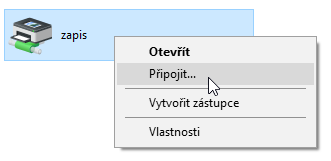 zapis
Otevřít
Připojit...
Vytvořit zástupce
Vlastnosti